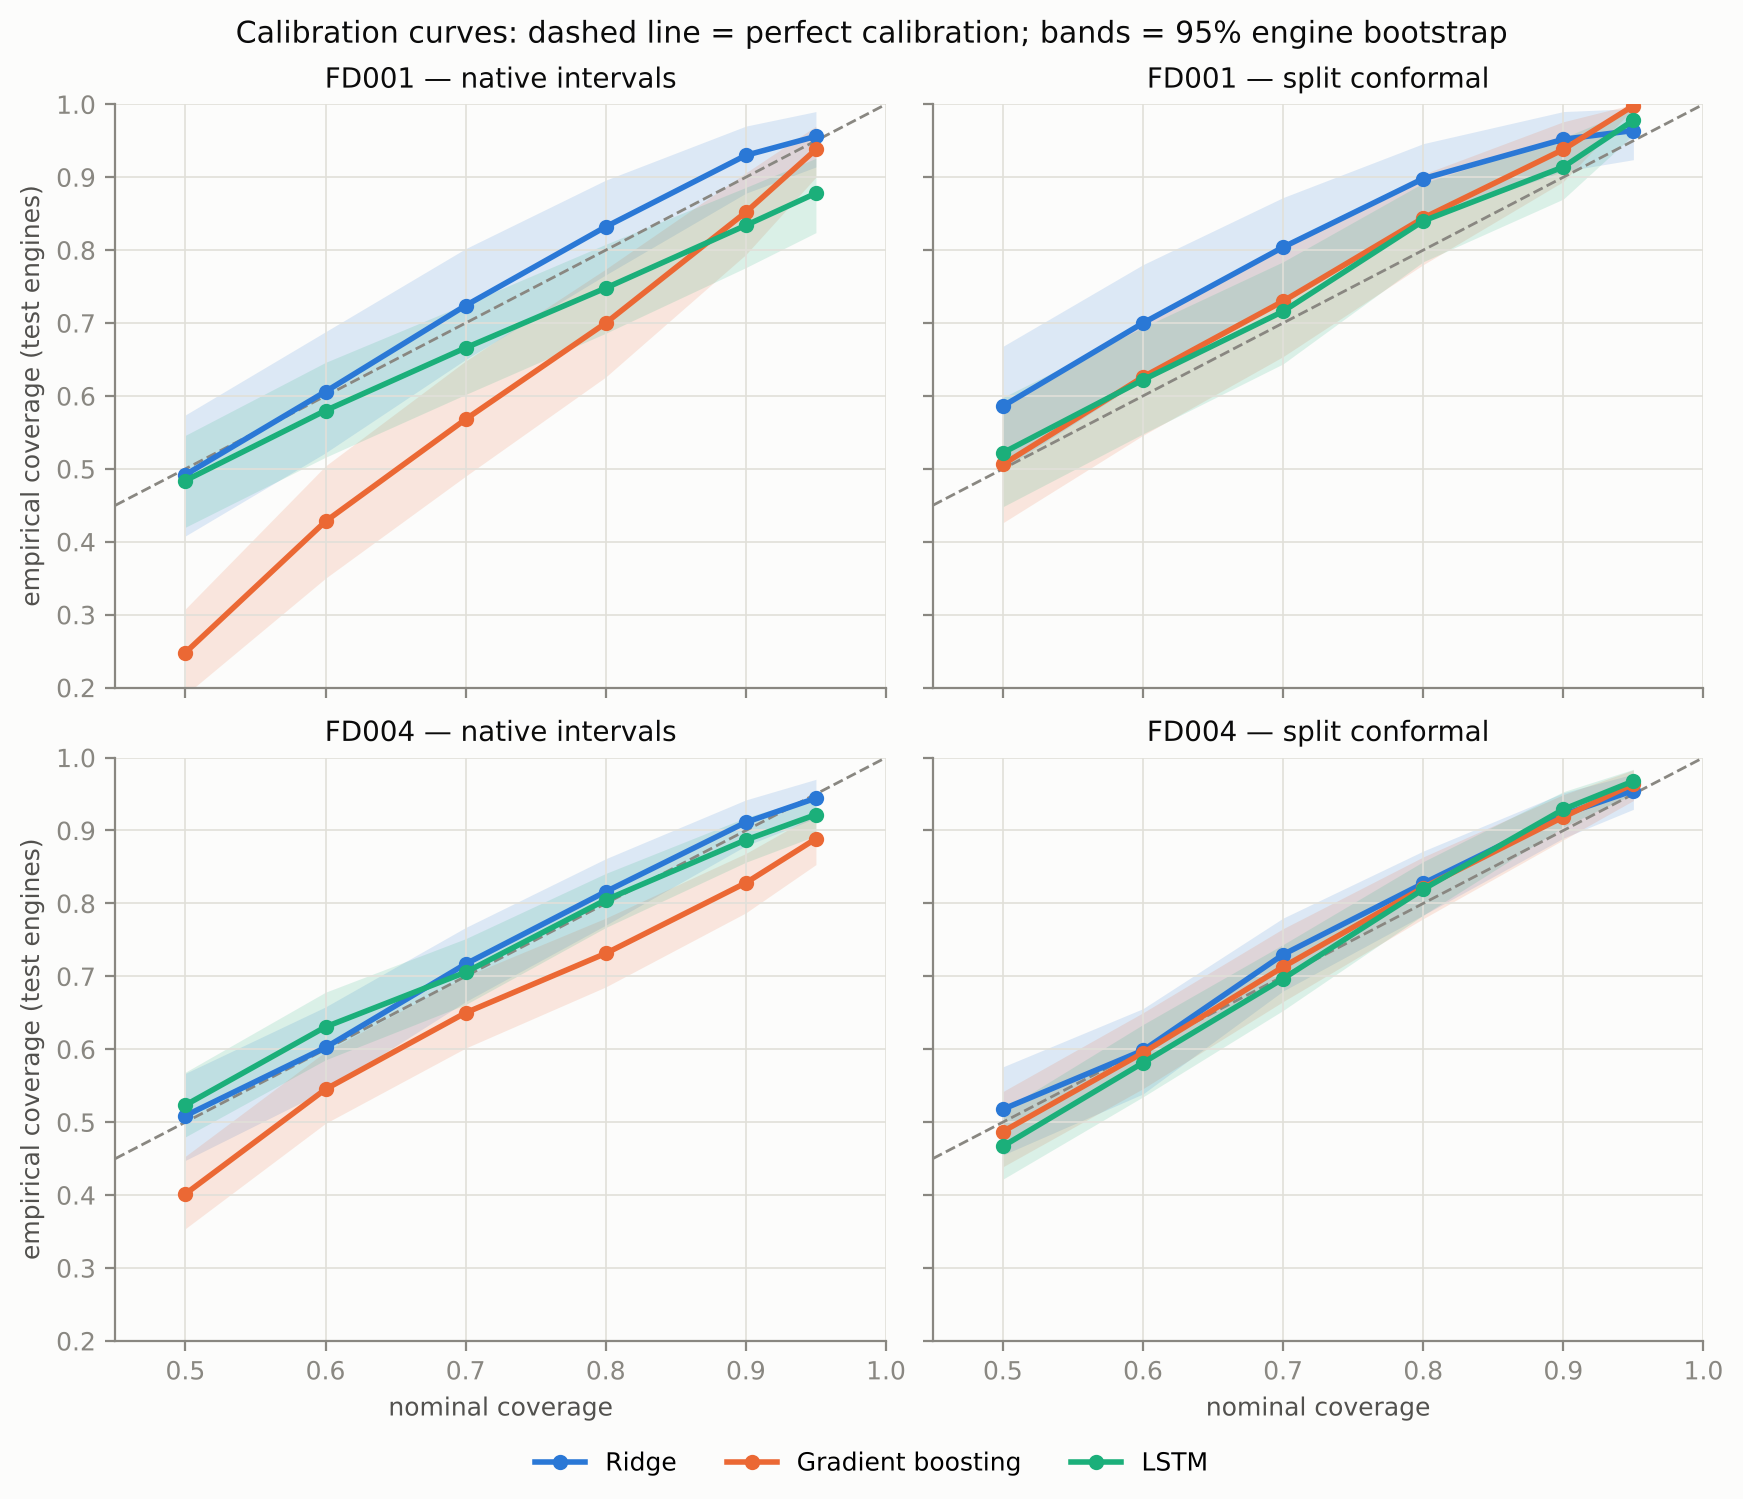 Calibration curves: dashed line = perfect calibration; bands = 95% engine bootstrap
FD001 — native intervals
1.0
0.9
0.8
0.7
0.6
0.5
0.4
0.3
0.2
empirical coverage (test engines)
FD001 — split conformal
FD004 — native intervals
1.0
0.9
0.8
0.7
0.6
0.5
0.4
0.3
0.2
empirical coverage (test engines)
0.5 0.6 0.7 0.8 0.9 1.0
nominal coverage
FD004 — split conformal
0.5 0.6 0.7 0.8 0.9 1.0
nominal coverage
Ridge Gradient boosting LSTM